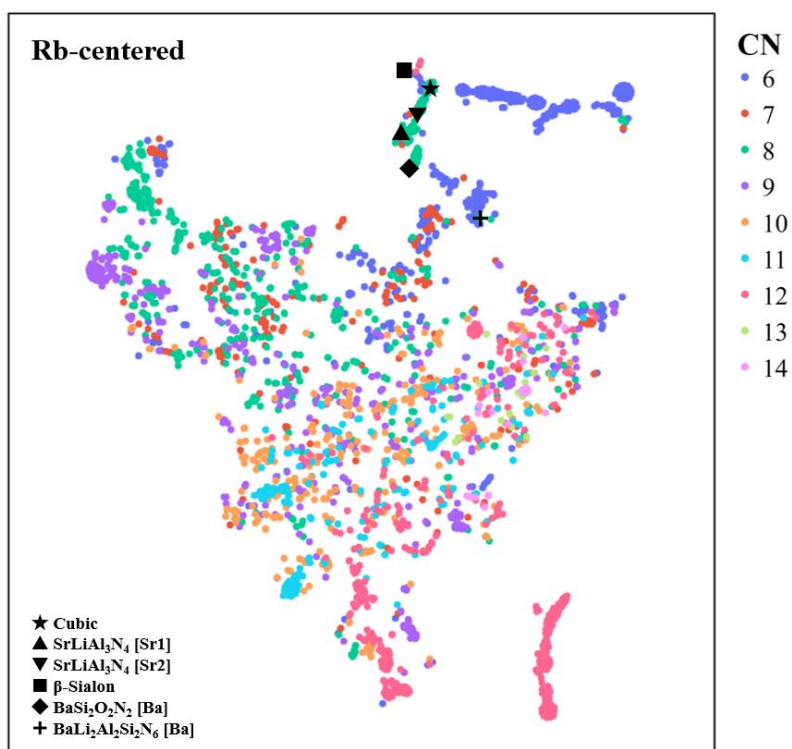 Rb-centered
CN
6
7
8
9
10
11
12
13
14
Cubic
SrLiAl₃N₄ [Sr1]
SrLiAl₃N₄ [Sr2]
β-Sialon
BaSi₂O₂N₂ [Ba]
BaLi₂Al₂Si₂N₆ [Ba]